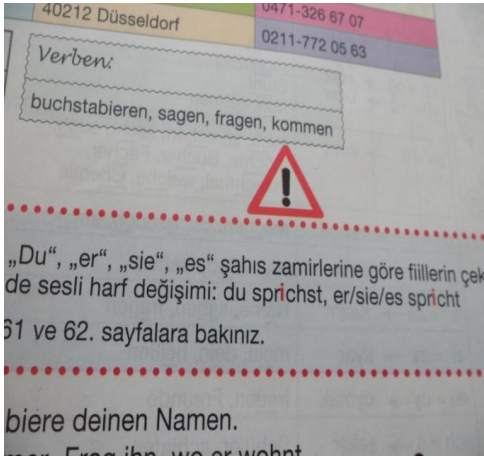 40212 Düsseldorf
0471-326 67 07
0211-772 05 63
Verben:
buchstabieren, sagen, fragen, kommen
!
„Du“, „er“, „sie“, „es“ şahıs zamirlerine göre fiillerin çek
de sesli harf değişimi: du sprichst, er/sie/es spricht
61 ve 62. sayfalara bakınız.
biere deinen Namen.
Frag ihn, wo er wohnt